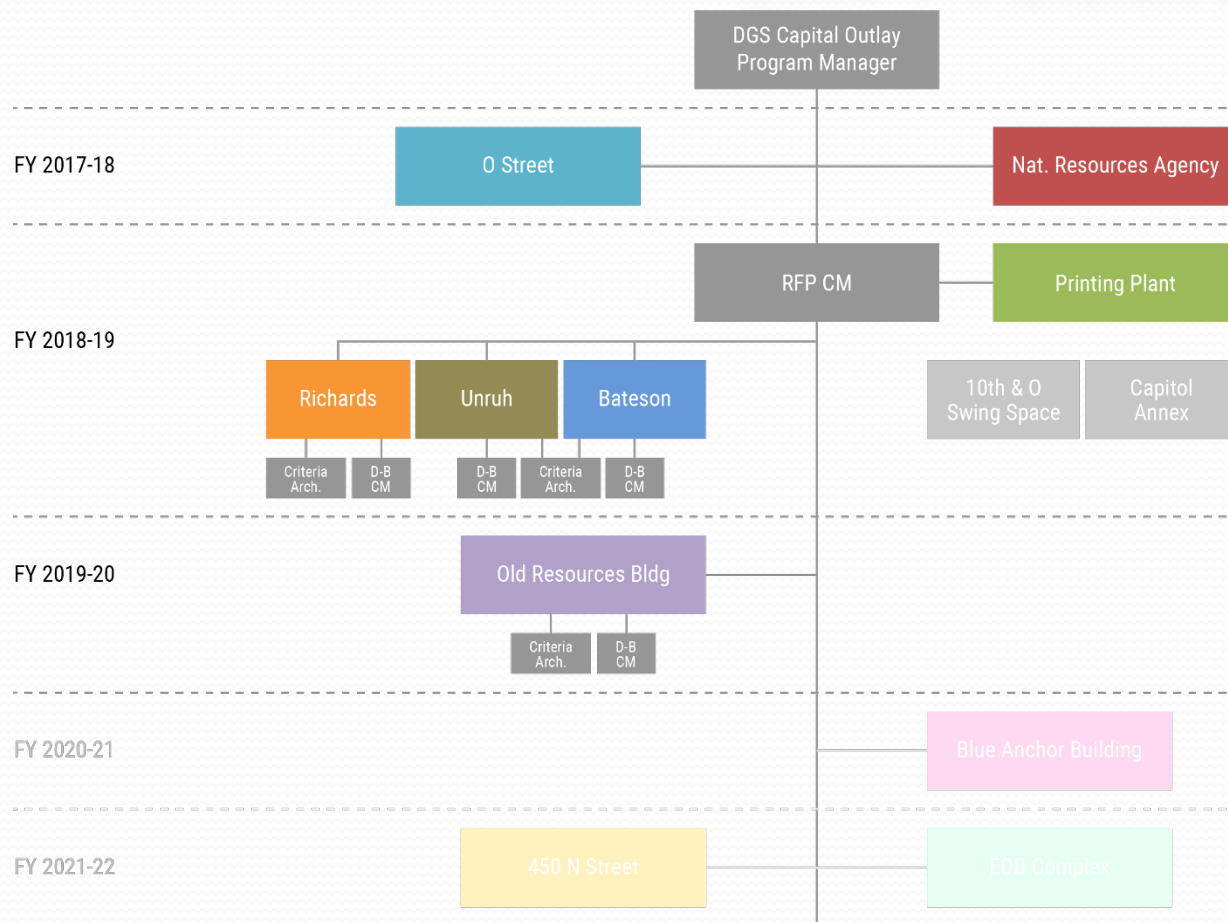 DGS Capital Outlay
Program Manager
FY 2017-18
O Street
Nat. Resources Agency
RFP CM
Printing Plant
FY 2018-19
Richards
Unruh
Bateson
10th & O
Swing Space
Capitol
Annex
Criteria
Arch.
D-B
CM
D-B
CM
Criteria
Arch.
D-B
CM
FY 2019-20
Old Resources Bldg
Criteria
Arch.
D-B
CM
FY 2020-21
Blue Anchor Building
FY 2021-22
450 N Street
EDD Complex